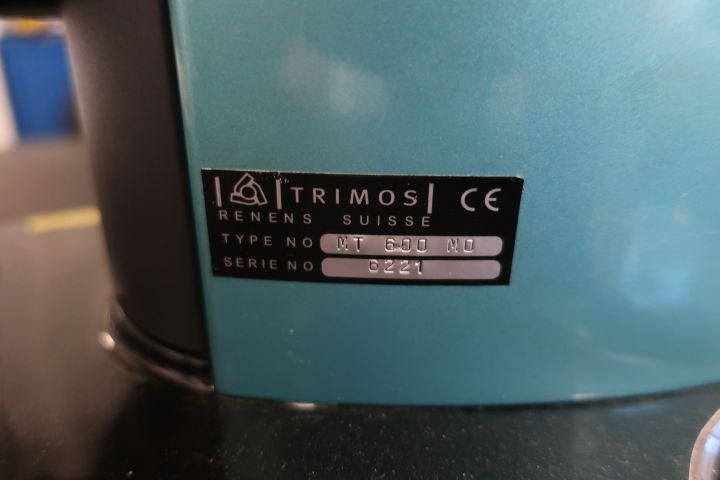 TRIMOS CE
RENENS SUISSE
TYPE NO MT 600 MO
SERIE NO 6221